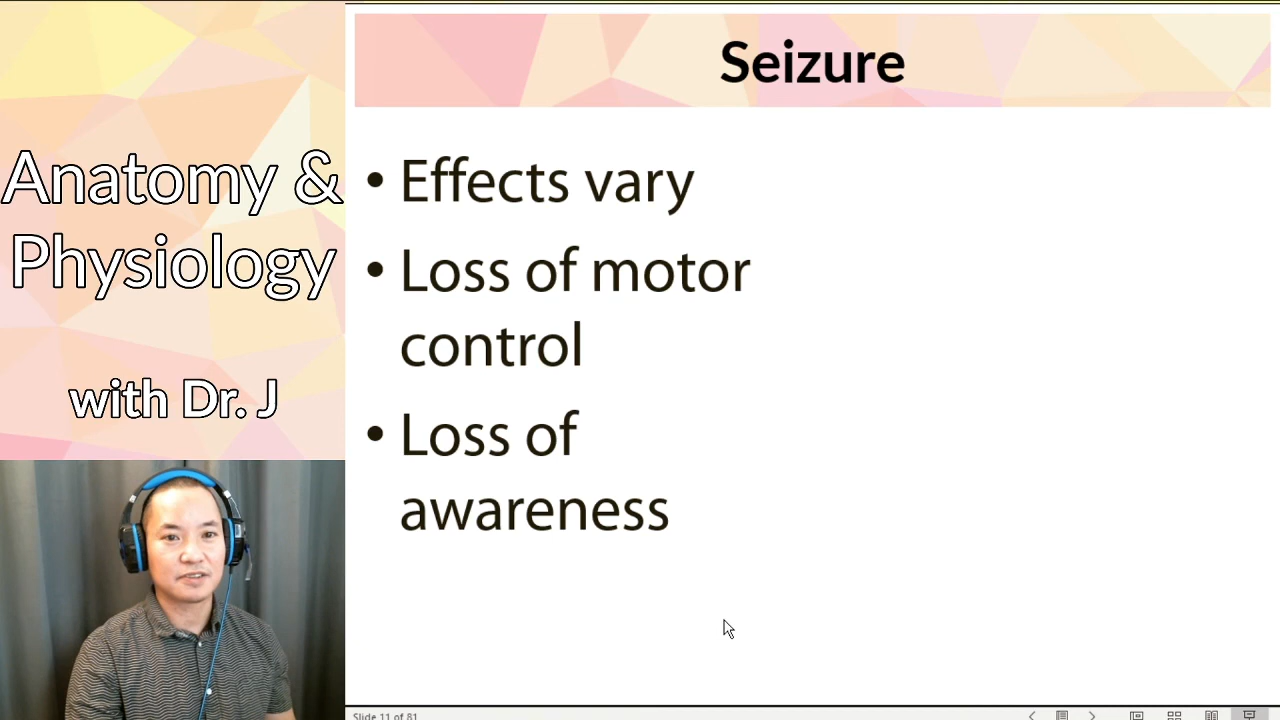 Anatomy &
Physiology
with Dr. J
Seizure
• Effects vary
• Loss of motor
control
• Loss of
awareness
Slide 11 of 81